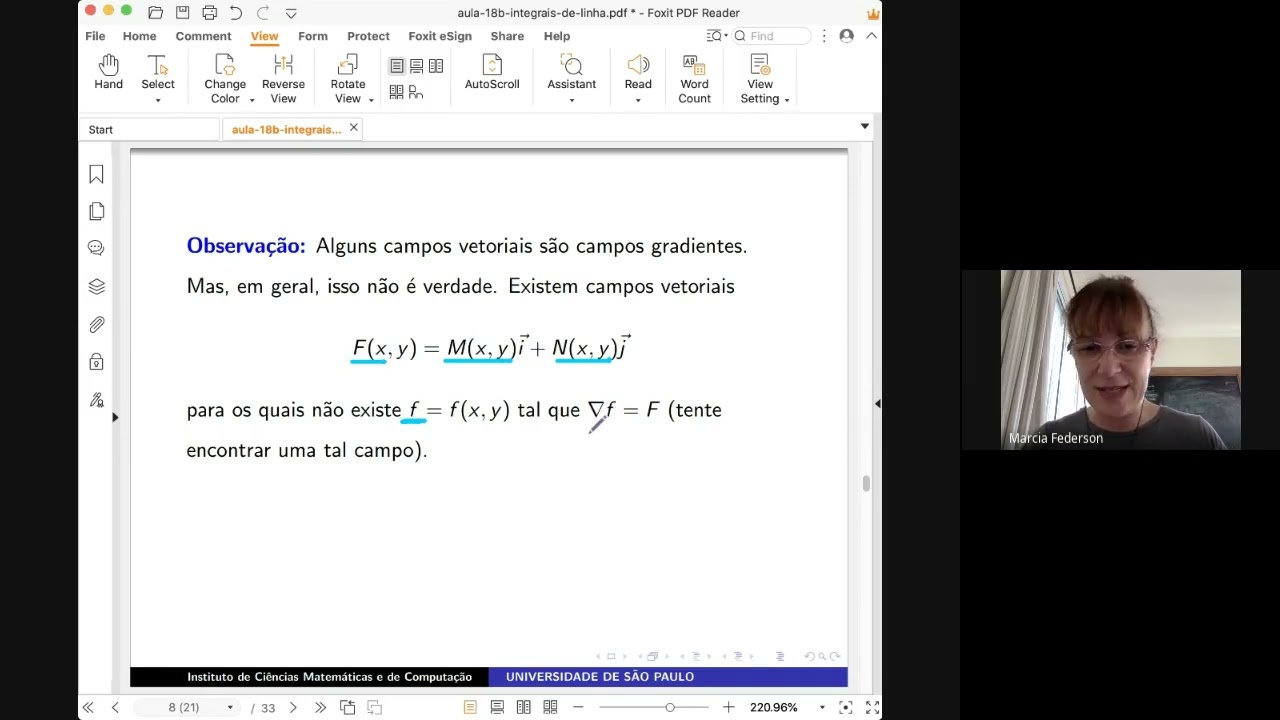 aula-18b-integrais-de-linha.pdf * - Foxit PDF Reader
File Home Comment View Form Protect Foxit eSign Share Help Find
Hand Select Change Color Reverse View Rotate View AutoScroll Assistant Read Word Count View Setting
Start aula-18b-integrais...
Observação: Alguns campos vetoriais são campos gradientes.
Mas, em geral, isso não é verdade. Existem campos vetoriais
F(x, y) = M(x, y)i⃗ + N(x, y)j⃗
para os quais não existe f = f(x, y) tal que ∇f = F (tente
encontrar uma tal campo).
Marcia Federson
Instituto de Ciências Matemáticas e de Computação UNIVERSIDADE DE SÃO PAULO
8 (21) / 33 220.96%